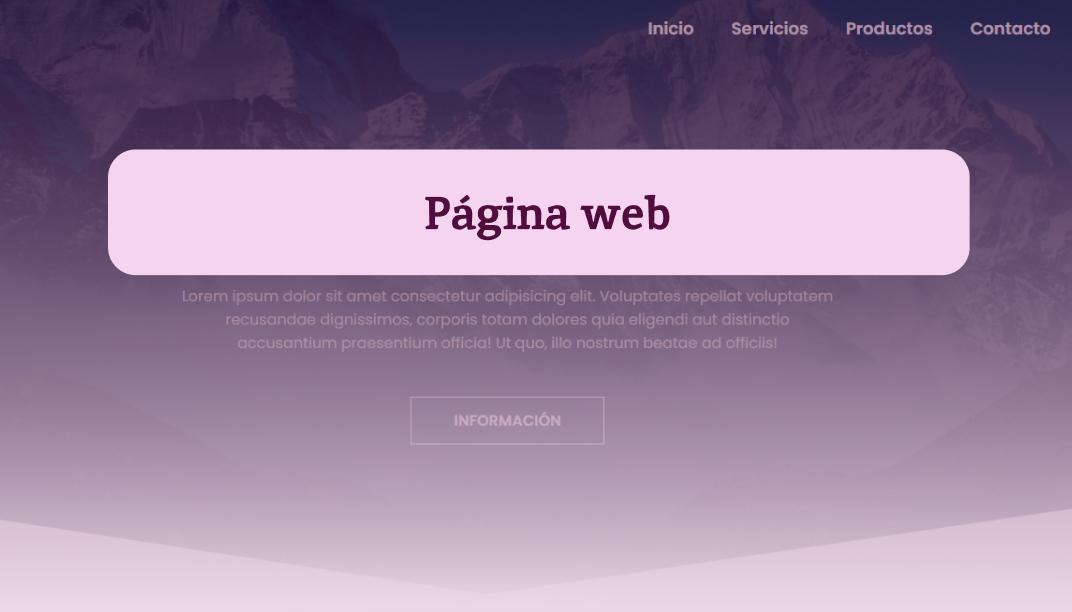 Inicio Servicios Productos Contacto
Página web
Lorem ipsum dolor sit amet consectetur adipisicing elit. Voluptates repellat voluptatem
recusandae dignissimos, corporis totam dolores quia eligendi aut distinctio
accusantium praesentium officia! Ut quo, illo nostrum beatae ad officiis!
INFORMACIÓN